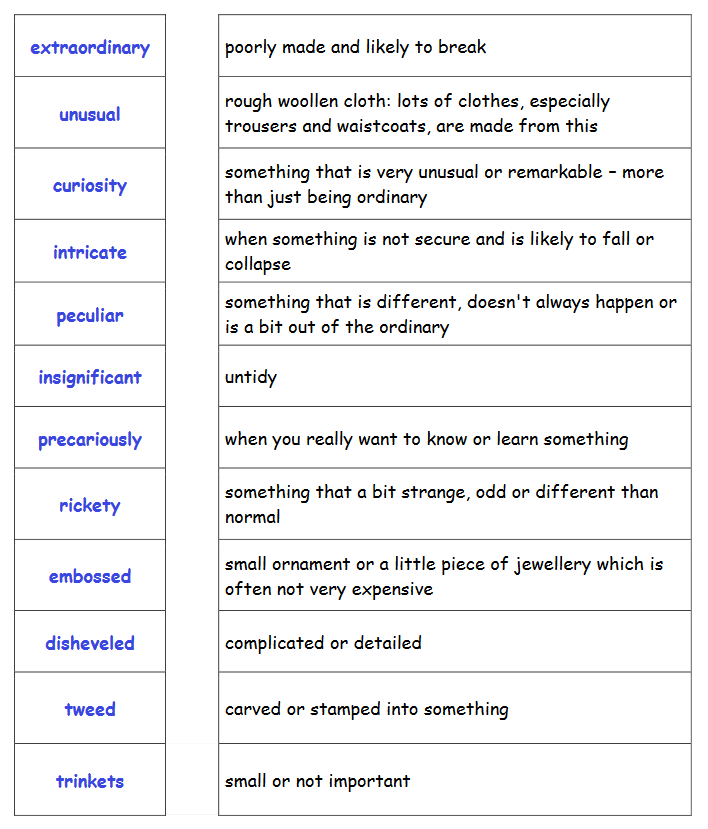 extraordinary
poorly made and likely to break
unusual
rough woollen cloth: lots of clothes, especially
trousers and waistcoats, are made from this
curiosity
something that is very unusual or remarkable – more
than just being ordinary
intricate
when something is not secure and is likely to fall or
collapse
peculiar
something that is different, doesn't always happen or
is a bit out of the ordinary
insignificant
untidy
precariously
when you really want to know or learn something
rickety
something that a bit strange, odd or different than
normal
embossed
small ornament or a little piece of jewellery which is
often not very expensive
disheveled
complicated or detailed
tweed
carved or stamped into something
trinkets
small or not important